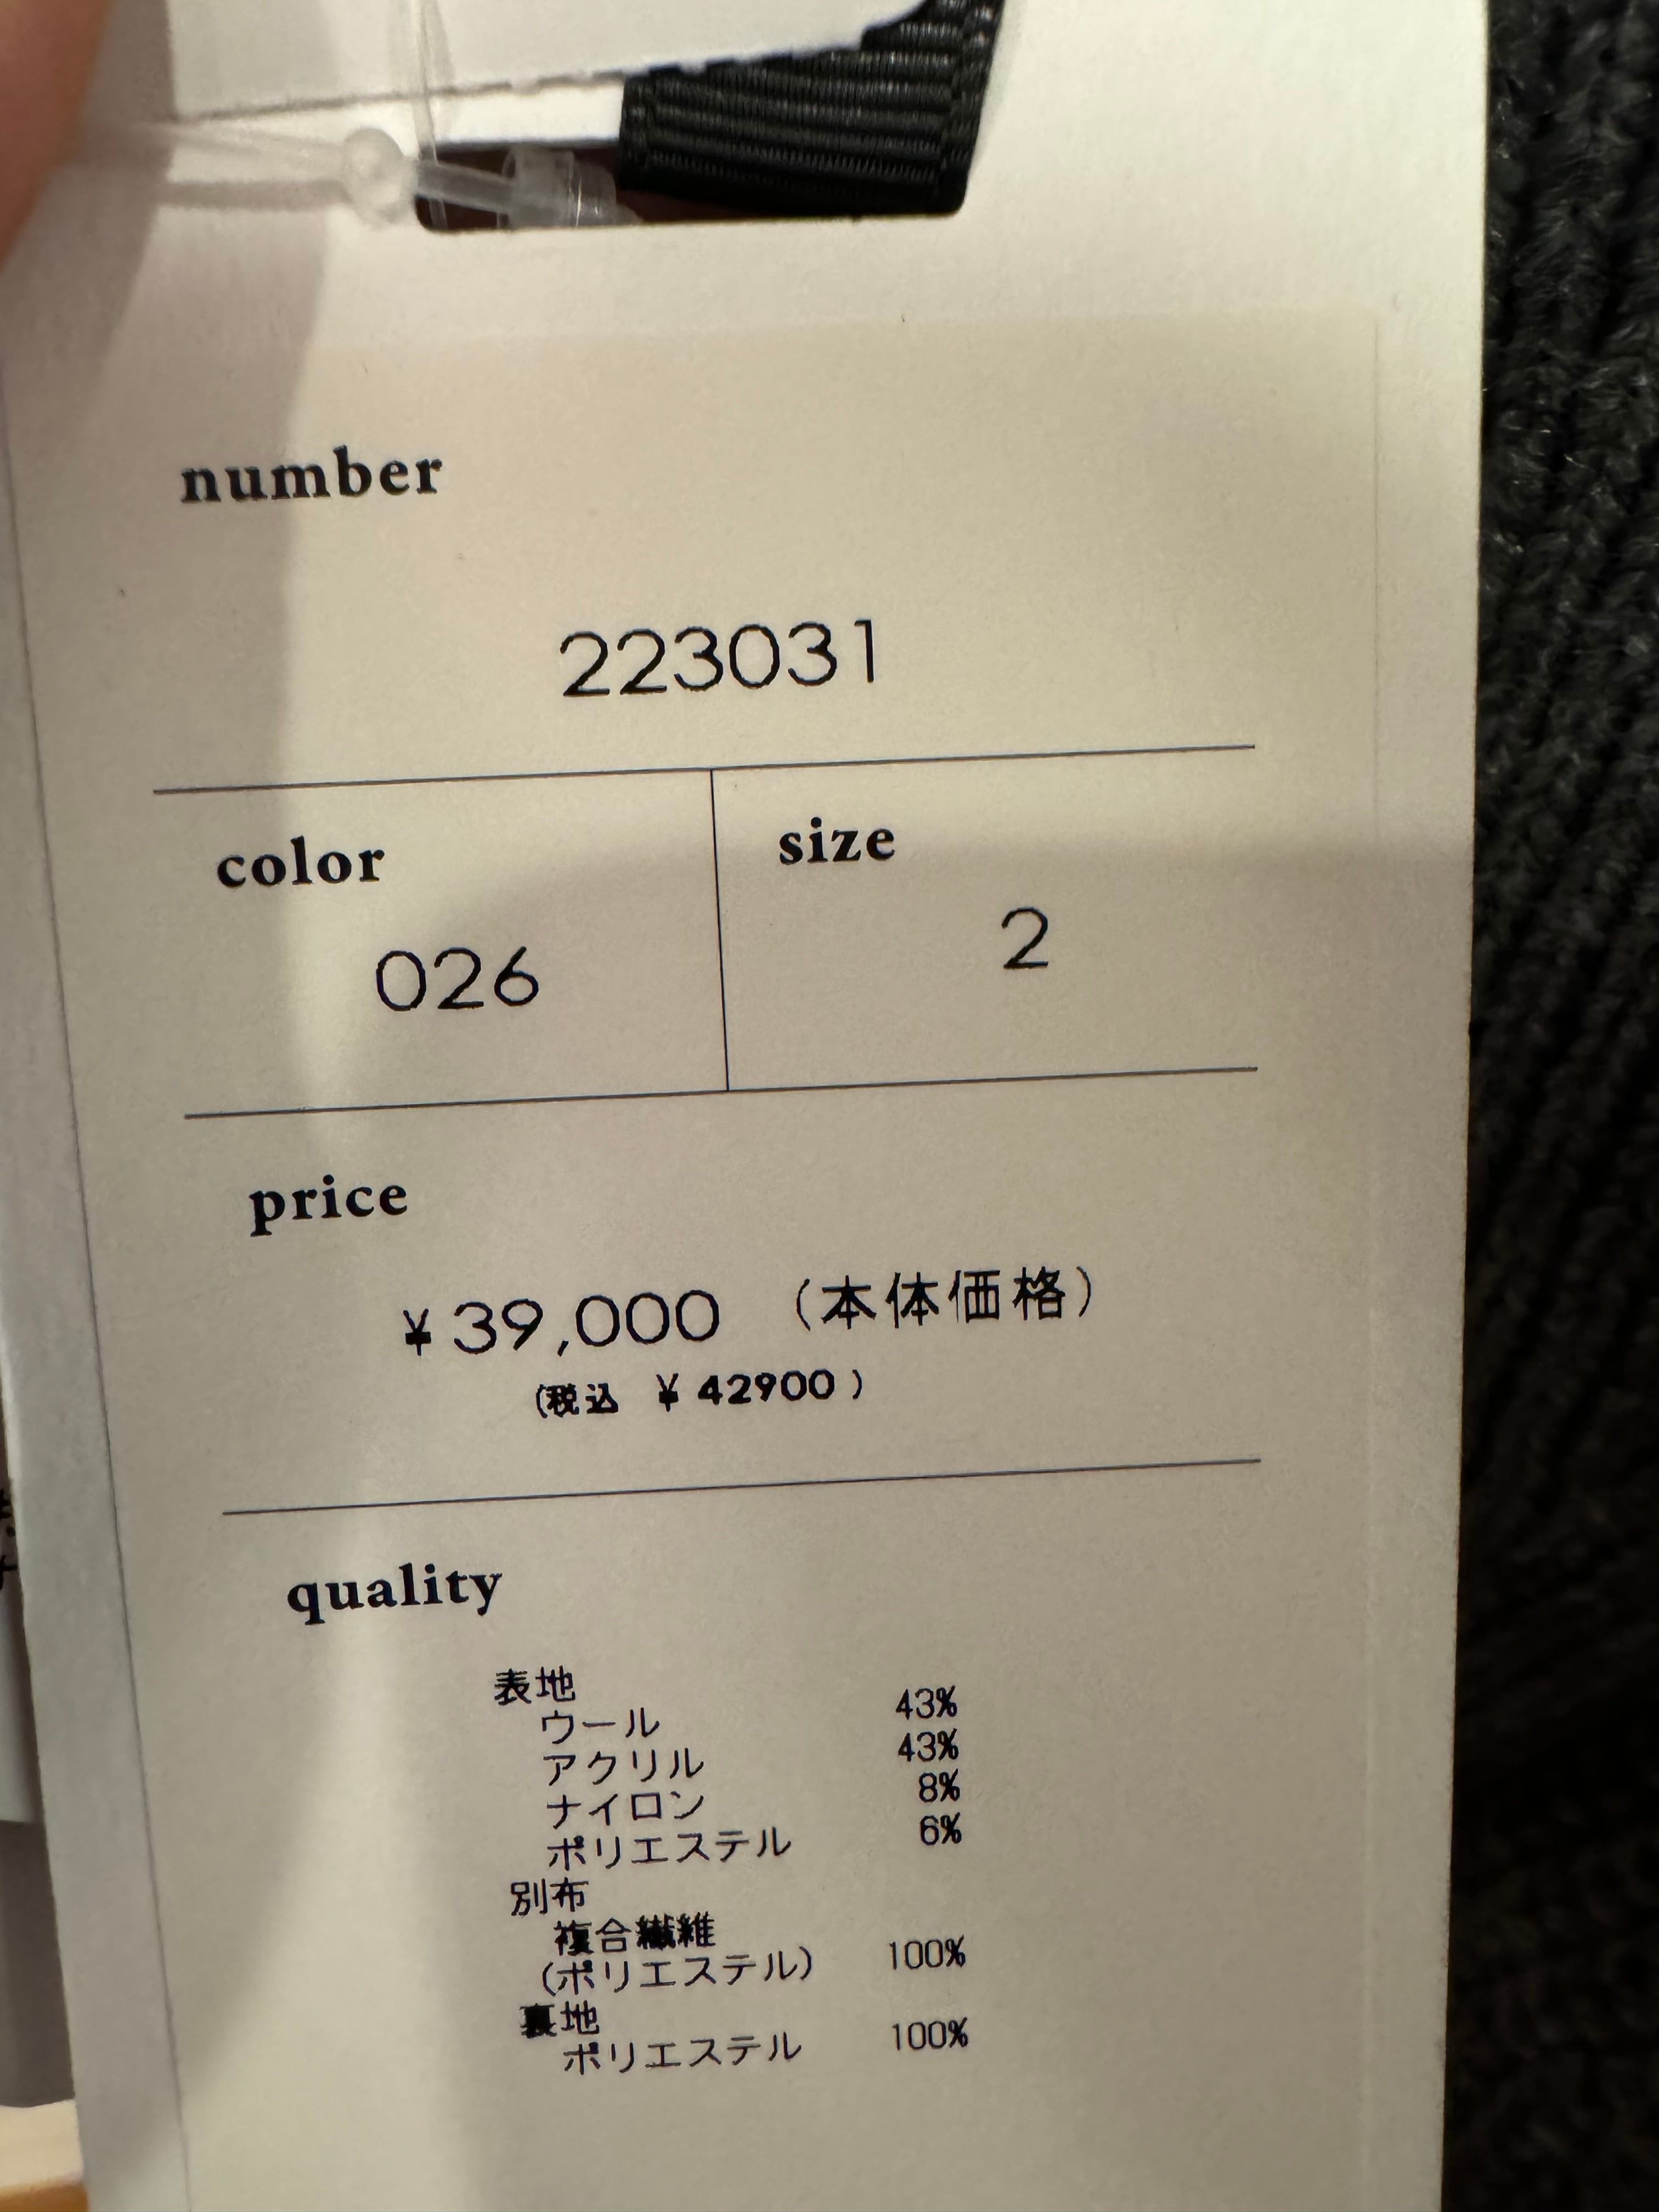 number
223031
color
size
026
2
price
¥39,000 (本体価格)
(税込 ¥42900)
quality
表地
ウール 43%
アクリル 43%
ナイロン 8%
ポリエステル 6%
別布
複合繊維
(ポリエステル) 100%
裏地
ポリエステル 100%